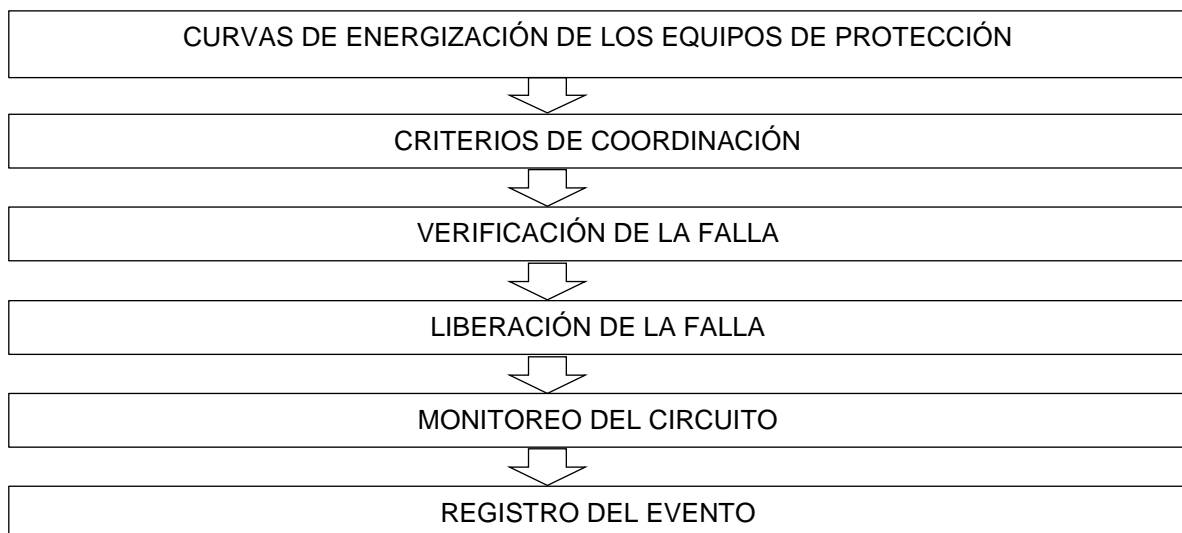 CURVAS DE ENERGIZACIÓN DE LOS EQUIPOS DE PROTECCIÓN
CRITERIOS DE COORDINACIÓN
VERIFICACIÓN DE LA FALLA
LIBERACIÓN DE LA FALLA
MONITOREO DEL CIRCUITO
REGISTRO DEL EVENTO